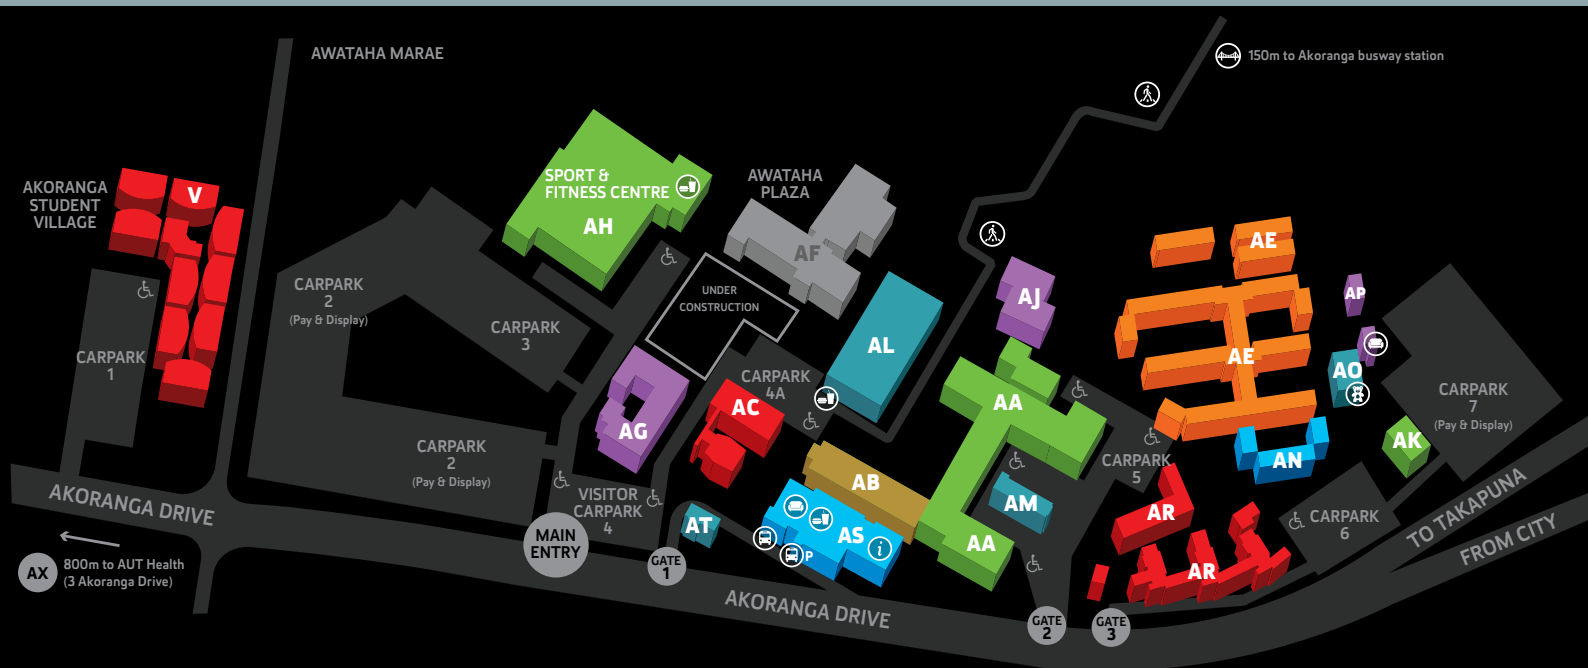 AWATAHA MARAE
150m to Akoranga busway station
AKORANGA
STUDENT
VILLAGE
V
SPORT &
FITNESS CENTRE
AH
AWATAHA
PLAZA
AF
AE
AP
AJ
CARPARK
2
(Pay & Display)
UNDER
CONSTRUCTION
CARPARK
3
CARPARK
1
AL
AE
AO
CARPARK
4A
AC
AA
CARPARK
7
(Pay & Display)
AG
AK
CARPARK
2
(Pay & Display)
AN
CARPARK
5
AB
AKORANGA DRIVE
VISITOR
CARPARK
4
AM
AR
CARPARK
6
TO TAKAPUNA
FROM CITY
AT
AS
i
P
MAIN
ENTRY
AA
GATE
1
AX
800m to AUT Health
(3 Akoranga Drive)
AR
AKORANGA DRIVE
GATE
2
GATE
3